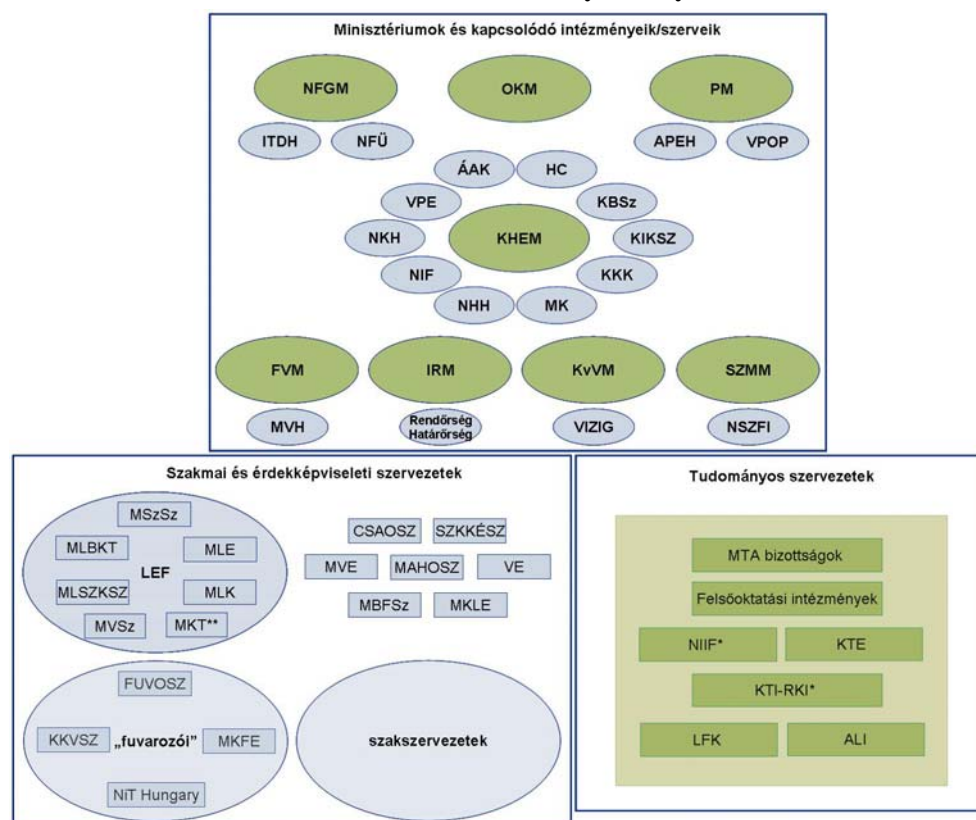 Minisztériumok és kapcsolódó intézményeik/szerveik
NFGM
OKM
PM
ITDH
NFÜ
APEH
VPOP
ÁAK
HC
VPE
KBSz
NKH
KHEM
KIKSZ
NIF
KKK
NHH
MK
FVM
IRM
KvVM
SZMM
MVH
Rendőrség
Határőrség
VIZIG
NSZFI
Szakmai és érdekképviseleti szervezetek
MSzSz
MLBKT
MLE
LEF
MLSZKSZ
MLK
MVSz
MKT**
CSAOSZ
SZKKÉSZ
MVE
MAHOSZ
VE
MBFSz
MKLE
FUVOSZ
KKVSZ
„fuvarozói”
MKFE
NiT Hungary
szakszervezetek
Tudományos szervezetek
MTA bizottságok
Felsőoktatási intézmények
NIIF*
KTE
KTI-RKI*
LFK
ALI